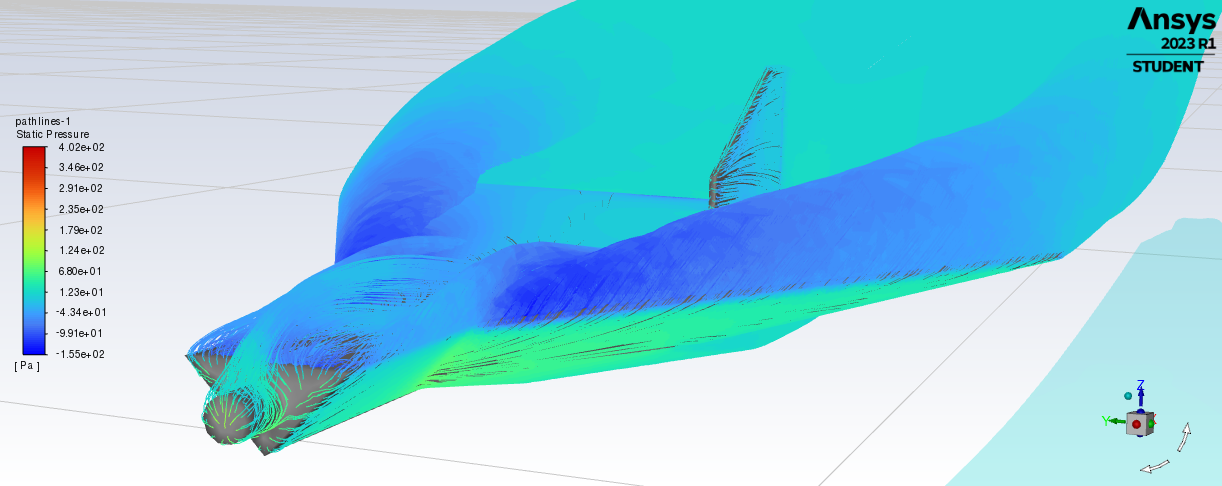 Ansys
2023 R1
STUDENT
pathlines-1
Static Pressure
4.02e+02
3.46e+02
2.91e+02
2.35e+02
1.79e+02
1.24e+02
6.80e+01
1.23e+01
-4.34e+01
-9.91e+01
-1.55e+02
[ Pa ]
Z
Y